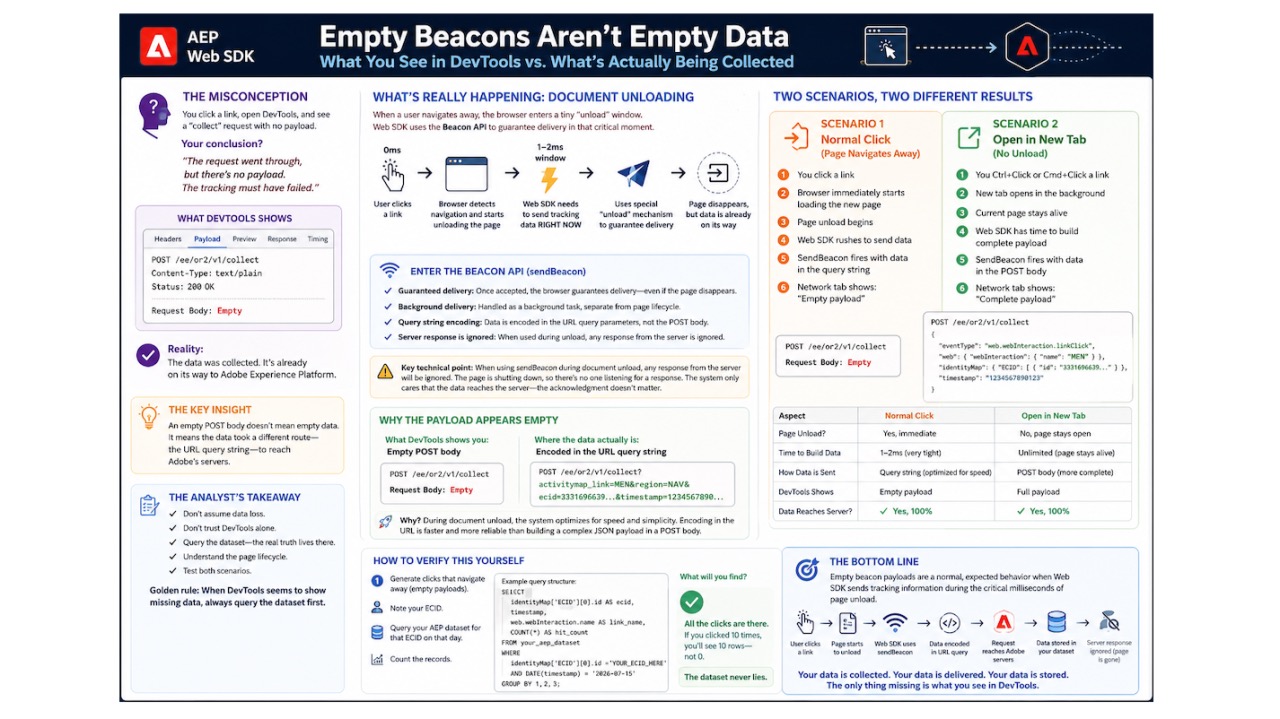 AEP
Web SDK
Empty Beacons Aren't Empty Data
What You See in DevTools vs. What's Actually Being Collected
THE MISCONCEPTION
You click a link, open DevTools, and see
a "collect" request with no payload.
Your conclusion?
"The request went through,
but there's no payload.
The tracking must have failed."
WHAT DEVTOOLS SHOWS
Headers Payload Preview Response Timing
POST /ee/or2/v1/collect
Content-Type: text/plain
Status: 200 OK
Request Body: Empty
Reality:
The data was collected. It's already
on its way to Adobe Experience Platform.
THE KEY INSIGHT
An empty POST body doesn't mean empty data.
It means the data took a different route—
the URL query string—to reach
Adobe's servers.
THE ANALYST'S TAKEAWAY
✓ Don't assume data loss.
✓ Don't trust DevTools alone.
✓ Query the dataset—the real truth lives there.
✓ Understand the page lifecycle.
✓ Test both scenarios.
Golden rule: When DevTools seems to show
missing data, always query the dataset first.
WHAT'S REALLY HAPPENING: DOCUMENT UNLOADING
When a user navigates away, the browser enters a tiny "unload" window.
Web SDK uses the Beacon API to guarantee delivery in that critical moment.
0ms
User clicks
a link
Browser detects
navigation and starts
unloading the page
1–2ms
window
Web SDK needs
to send tracking
data RIGHT NOW
Uses special
"unload" mechanism
to guarantee delivery
Page disappears,
but data is already
on its way
ENTER THE BEACON API (sendBeacon)
✓ Guaranteed delivery: Once accepted, the browser guarantees delivery—even if the page disappears.
✓ Background delivery: Handled as a background task, separate from page lifecycle.
✓ Query string encoding: Data is encoded in the URL query parameters, not the POST body.
✓ Server response is ignored: When used during unload, any response from the server is ignored.
Key technical point: When using sendBeacon during document unload, any response from the server
will be ignored. The page is shutting down, so there's no one listening for a response. The system only
cares that the data reaches the server—the acknowledgment doesn't matter.
WHY THE PAYLOAD APPEARS EMPTY
What DevTools shows you:
Empty POST body
POST /ee/or2/v1/collect
Request Body: Empty
Where the data actually is:
Encoded in the URL query string
POST /ee/or2/v1/collect?
activitymap_link=MEN&region=NAV&
ecid=3331696639...&timestamp=1234567890...
Why? During document unload, the system optimizes for speed and simplicity. Encoding in the
URL is faster and more reliable than building a complex JSON payload in a POST body.
TWO SCENARIOS, TWO DIFFERENT RESULTS
SCENARIO 1
Normal Click
(Page Navigates Away)
1 You click a link
2 Browser immediately starts
loading the new page
3 Page unload begins
4 Web SDK rushes to send data
5 SendBeacon fires with data
in the query string
6 Network tab shows:
"Empty payload"
POST /ee/or2/v1/collect
Request Body: Empty
SCENARIO 2
Open in New Tab
(No Unload)
1 You Ctrl+Click or Cmd+Click a link
2 New tab opens in the background
3 Current page stays alive
4 Web SDK has time to build
complete payload
5 SendBeacon fires with data
in the POST body
6 Network tab shows:
"Complete payload"
POST /ee/or2/v1/collect
{
"eventType": "web.webInteraction.linkClick",
"web": { "webInteraction": { "name": "MEN" } },
"identityMap": { "ECID": [ { "id": "3331696639..." } ] },
"timestamp": "1234567890123"
}
Aspect Normal Click Open in New Tab
Page Unload? Yes, immediate No, page stays open
Time to Build Data 1–2ms (very tight) Unlimited (page stays alive)
How Data is Sent Query string (optimized for speed) POST body (more complete)
DevTools Shows Empty payload Full payload
Data Reaches Server? ✓ Yes, 100% ✓ Yes, 100%
HOW TO VERIFY THIS YOURSELF
1 Generate clicks that navigate
away (empty payloads).
Note your ECID.
Query your AEP dataset for
that ECID on that day.
Count the records.
Example query structure:
SELECT
identityMap['ECID'][0].id AS ecid,
timestamp,
web.webInteraction.name AS link_name,
COUNT(*) AS hit_count
FROM your_aep_dataset
WHERE
identityMap['ECID'][0].id ='YOUR_ECID_HERE'
AND DATE(timestamp) = '2026-07-15'
GROUP BY 1,2,3;
What will you find?
All the clicks are there.
If you clicked 10 times,
you'll see 10 rows—
not 0.
The dataset never lies.
THE BOTTOM LINE
Empty beacon payloads are a normal, expected behavior when Web
SDK sends tracking information during the critical milliseconds of
page unload.
User clicks
a link
Page starts
to unload
Web SDK uses
sendBeacon
Data encoded
in URL query
Request
reaches Adobe
servers
Data stored in
your dataset
Server response
ignored (page
is gone)
Your data is collected. Your data is delivered. Your data is stored.
The only thing missing is what you see in DevTools.